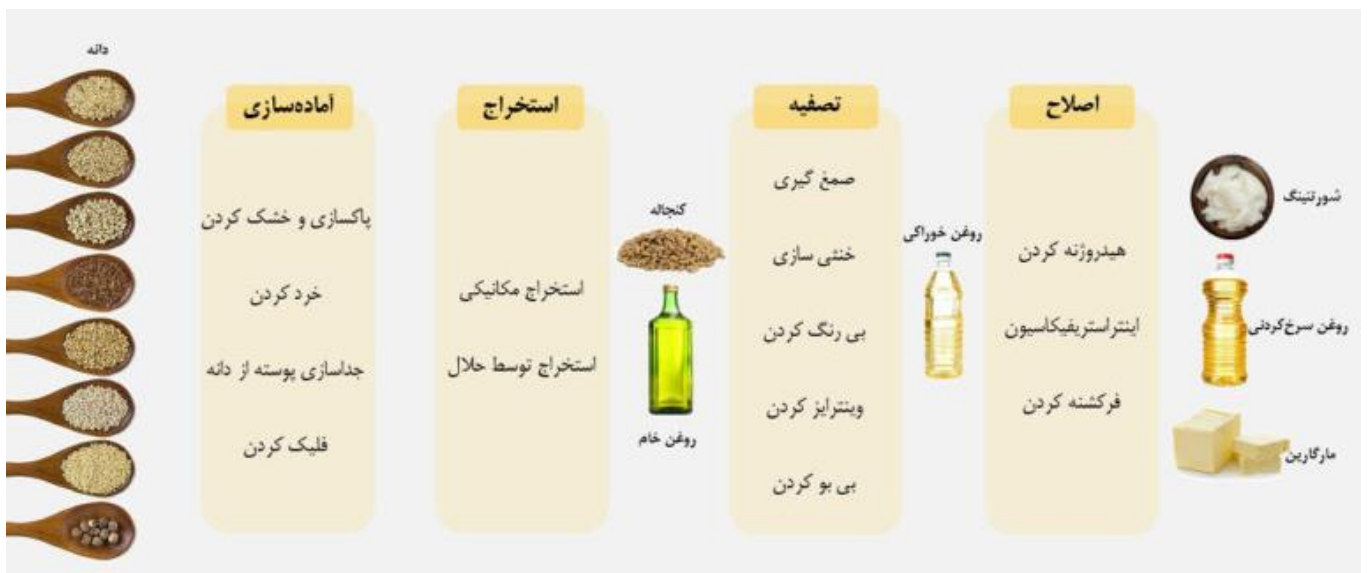 دانه
آماده‌سازی
پاکسازی و خشک کردن
خرد کردن
جداسازی پوسته از دانه
فلیک کردن
استخراج
استخراج مکانیکی
استخراج توسط حلال
کنجاله
روغن خام
تصفیه
صمغ گیری
خنثی سازی
بی رنگ کردن
وینترایز کردن
بی بو کردن
روغن خوراکی
اصلاح
هیدروژنه کردن
اینتراستریفیکاسیون
فرکشنه کردن
شورتنینگ
روغن سرخ‌کردنی
مارگارین